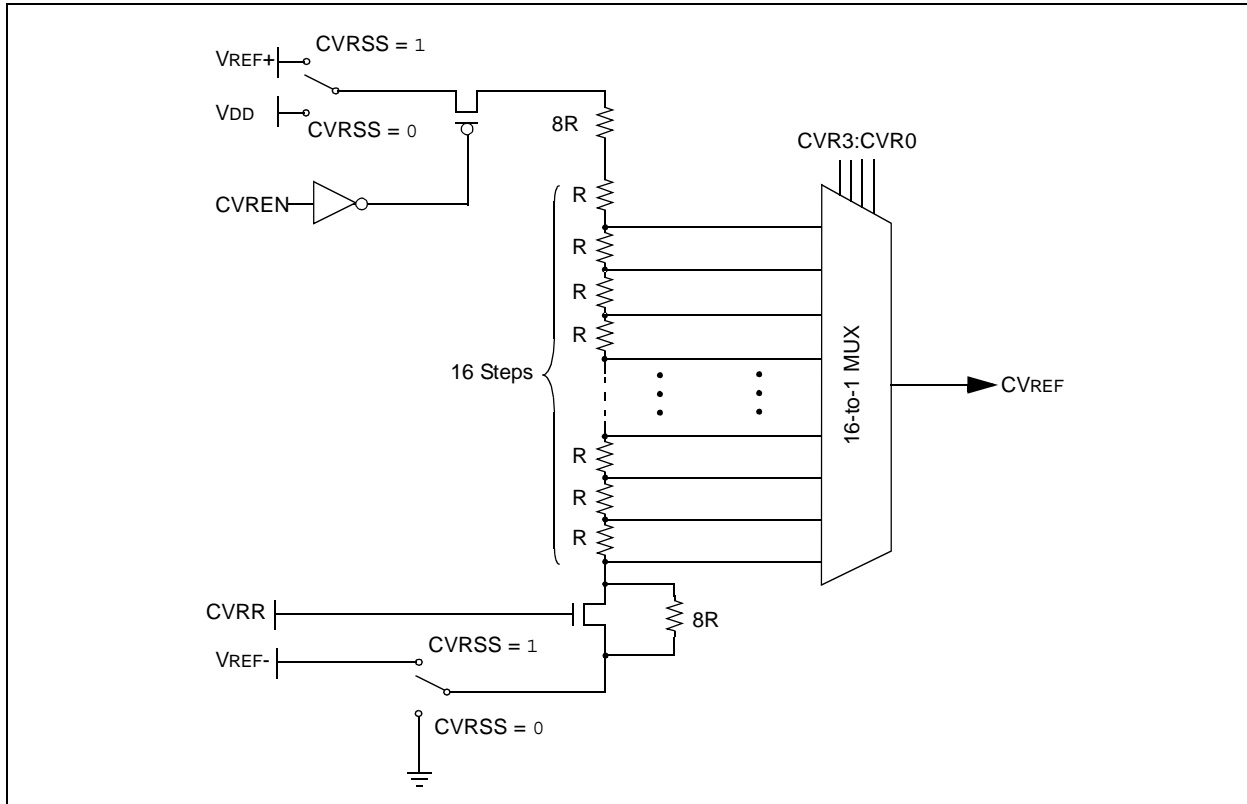 CVRSS = 1
VREF+
VDD
CVRSS = 0
8R
CVR3:CVR0
CVREN
R
R
R
R
16 Steps
16-to-1 MUX
CVREF
R
R
R
CVRR
8R
CVRSS = 1
VREF-
CVRSS = 0